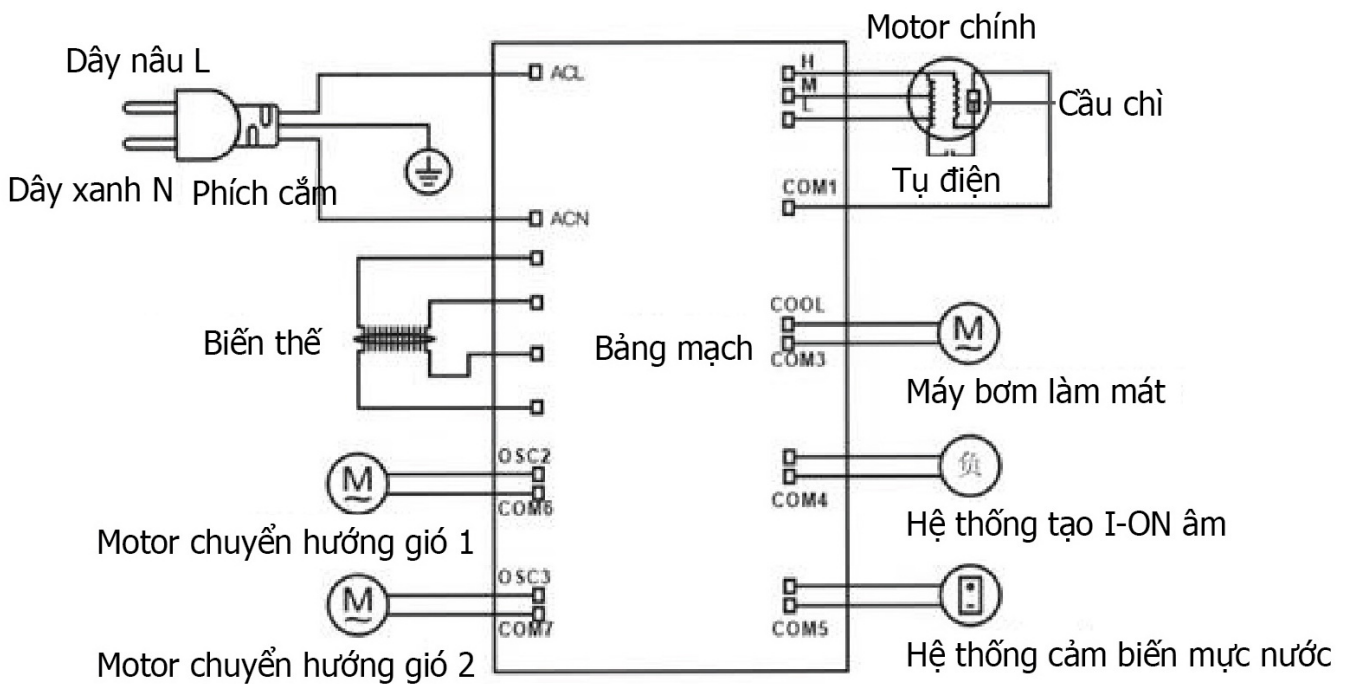 Motor chính
Dây nâu L
ACL
H
M
L
Cầu chì
Dây xanh N
Phích cắm
Tụ điện
COM1
ACN
COOL
Biến thế
Bảng mạch
M
COM3
Máy bơm làm mát
OSC2
M
COM6
负
COM4
Hệ thống tạo I-ON âm
Motor chuyển hướng gió 1
OSC3
M
COM7
COM5
Hệ thống cảm biến mực nước
Motor chuyển hướng gió 2